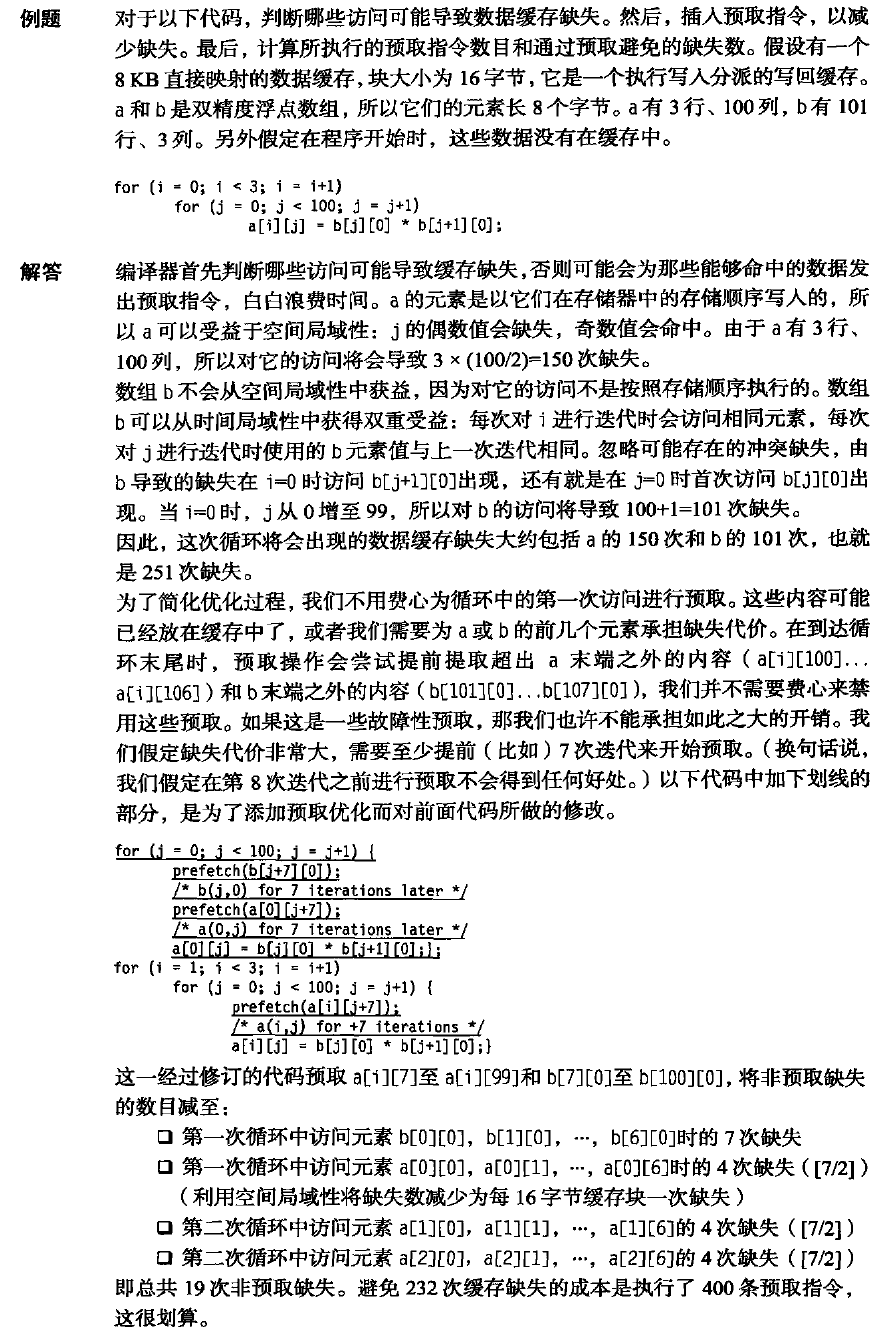 例题 对于以下代码，判断哪些访问可能导致数据缓存缺失。然后，插入预取指令，以减
少缺失。最后，计算所执行的预取指令数目和通过预取避免的缺失数。假设有一个
8 KB 直接映射的数据缓存，块大小为 16 字节，它是一个执行写入分派的写回缓存。
a 和 b 是双精度浮点数组，所以它们的元素长 8 个字节。a 有 3 行、100 列，b 有 101
行、3 列。另外假定在程序开始时，这些数据没有在缓存中。
for (i = 0; i < 3; i = i+1)
for (j = 0; j < 100; j = j+1)
a[i][j] = b[j][0] * b[j+1][0];
解答 编译器首先判断哪些访问可能导致缓存缺失，否则可能会为那些能够命中的数据发
出预取指令，白白浪费时间。a 的元素是以它们在存储器中的存储顺序写入的，所
以 a 可以受益于空间局域性：j 的偶数值会缺失，奇数值会命中。由于 a 有 3 行、
100 列，所以对它的访问将会导致 3 × (100/2)=150 次缺失。
数组 b 不会从空间局域性中获益，因为对它的访问不是按照存储顺序执行的。数组
b 可以从时间局域性中获得双重受益：每次对 i 进行迭代时会访问相同元素，每次
对 j 进行迭代时使用的 b 元素值与上一次迭代相同。忽略可能存在的冲突缺失，由
b 导致的缺失在 i=0 时访问 b[j+1][0]出现，还有就是在 j=0 时首次访问 b[j][0]出
现。当 i=0 时，j 从 0 增至 99，所以对 b 的访问将导致 100+1=101 次缺失。
因此，这次循环将会出现的数据缓存缺失大约包括 a 的 150 次和 b 的 101 次，也就
是 251 次缺失。
为了简化优化过程，我们不用费心为循环中的第一次访问进行预取。这些内容可能
已经放在缓存中了，或者我们需要为 a 或 b 的前几个元素承担缺失代价。在到达循
环末尾时，预取操作会尝试提前提取超出 a 末端之外的内容（a[i][100]...
a[i][106]）和 b 末端之外的内容（b[101][0]...b[107][0]），我们并不需要费心来禁
用这些预取。如果这是一些故障性预取，那我们也许不能承担如此之大的开销。我
们假定缺失代价非常大，需要至少提前（比如）7 次迭代来开始预取。（换句话说，
我们假定在第 8 次迭代之前进行预取不会得到任何好处。）以下代码中加下划线的
部分，是为了添加预取优化而对前面代码所做的修改。
for (j = 0; j < 100; j = j+1) {
prefetch(b[j+7][0]);
/* b(j,0) for 7 iterations later */
prefetch(a[0][j+7]);
/* a(0,j) for 7 iterations later */
a[0][j] = b[j][0] * b[j+1][0];};
for (i = 1; i < 3; i = i+1)
for (j = 0; j < 100; j = j+1) {
prefetch(a[i][j+7]);
/* a(i,j) for +7 iterations */
a[i][j] = b[j][0] * b[j+1][0];}
这一经过修订的代码预取 a[i][7]至 a[i][99]和 b[7][0]至 b[100][0]，将非预取缺失
的数目减至：
❑ 第一次循环中访问元素 b[0][0]，b[1][0]，…，b[6][0]时的 7 次缺失
❑ 第一次循环中访问元素 a[0][0]，a[0][1]，…，a[0][6]时的 4 次缺失（[7/2]）
（利用空间局域性将缺失数减少为每 16 字节缓存块一次缺失）
❑ 第二次循环中访问元素 a[1][0]，a[1][1]，…，a[1][6]的 4 次缺失（[7/2]）
❑ 第二次循环中访问元素 a[2][0]，a[2][1]，…，a[2][6]的 4 次缺失（[7/2]）
即总共 19 次非预取缺失。避免 232 次缓存缺失的成本是执行了 400 条预取指令，
这很划算。